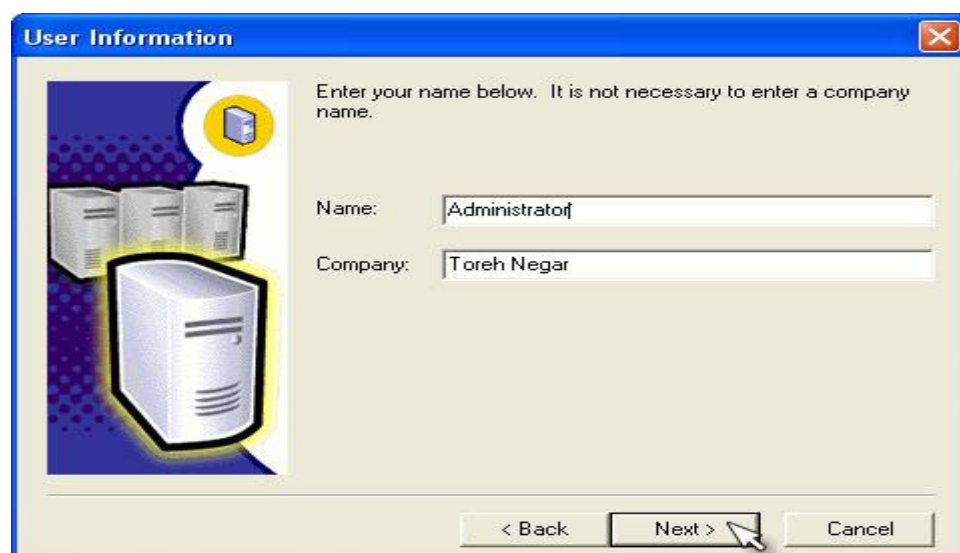 User Information
Enter your name below. It is not necessary to enter a company
name.
Name: Administrator
Company: Toreh Negar
< Back Next > Cancel